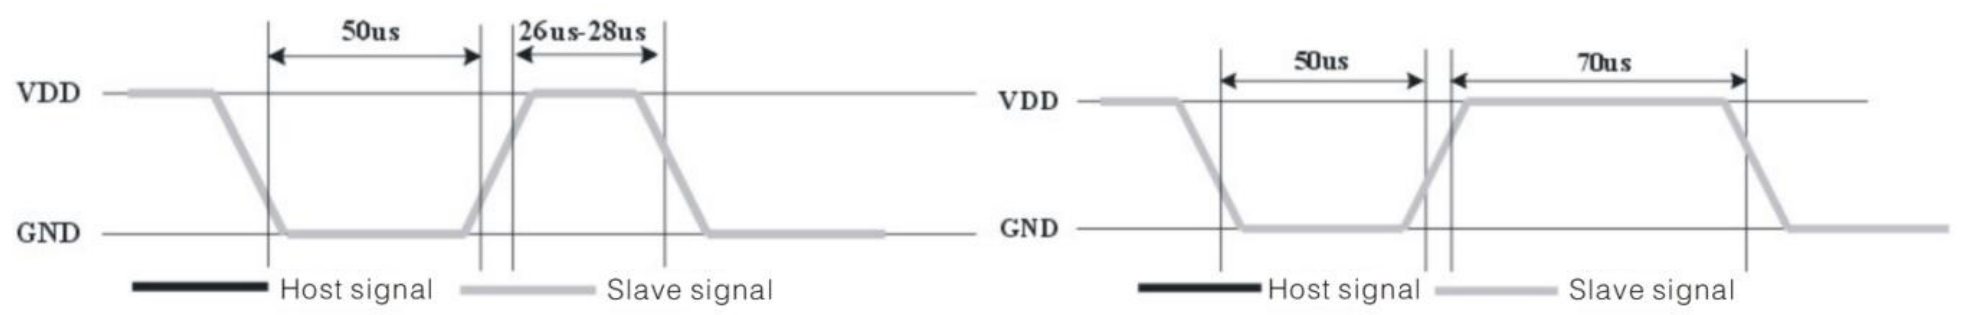 50us
26us-28us
VDD
GND
Host signal
Slave signal
50us
70us
VDD
GND
Host signal
Slave signal